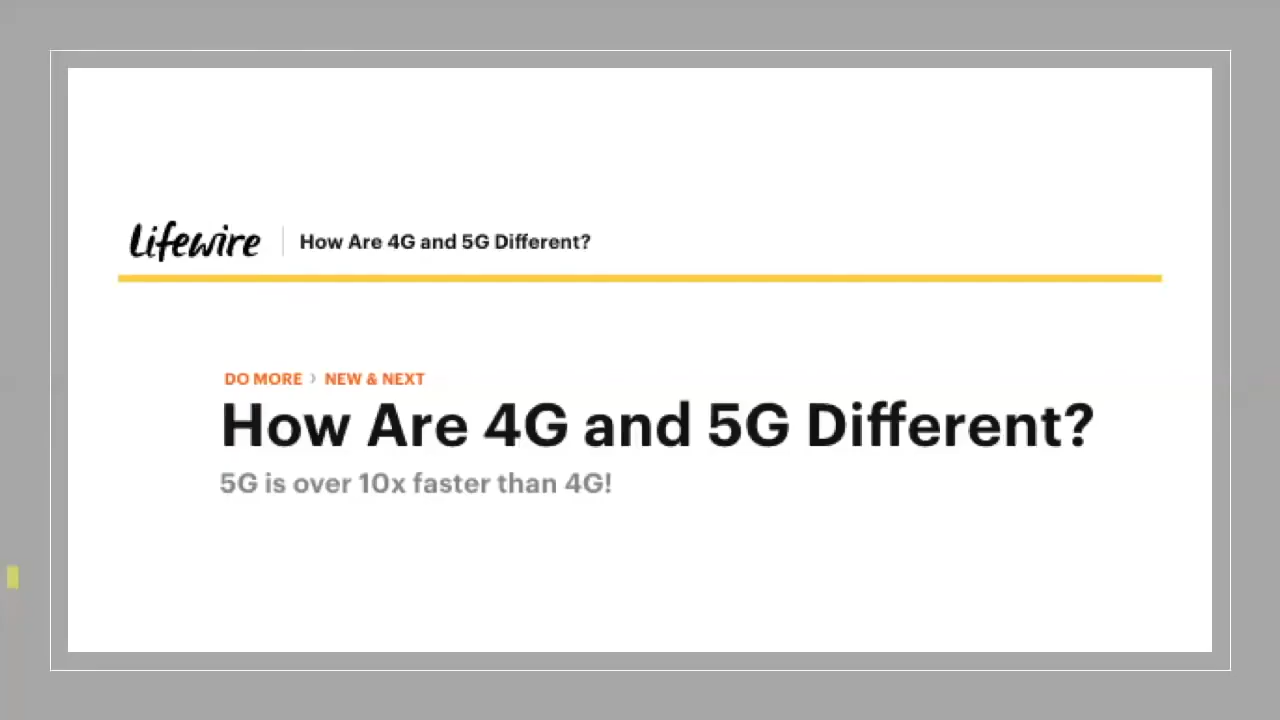 Lifewire
How Are 4G and 5G Different?
DO MORE › NEW & NEXT
How Are 4G and 5G Different?
5G is over 10x faster than 4G!